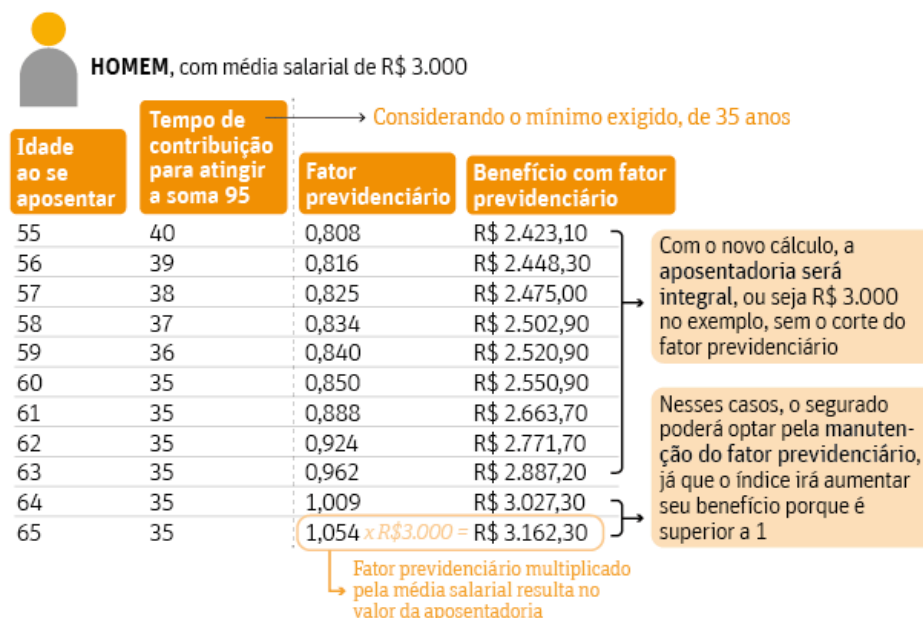 HOMEM, com média salarial de R$ 3.000
Considerando o mínimo exigido, de 35 anos
Idade
ao se
aposentar
Tempo de
contribuição
para atingir
a soma 95
Fator
previdenciário
Benefício com fator
previdenciário
55 40 0,808 R$ 2.423,10
56 39 0,816 R$ 2.448,30
57 38 0,825 R$ 2.475,00
58 37 0,834 R$ 2.502,90
59 36 0,840 R$ 2.520,90
60 35 0,850 R$ 2.550,90
61 35 0,888 R$ 2.663,70
62 35 0,924 R$ 2.771,70
63 35 0,962 R$ 2.887,20
64 35 1,009 R$ 3.027,30
65 35 1,054 x R$3.000 = R$ 3.162,30
Com o novo cálculo, a
aposentadoria será
integral, ou seja R$ 3.000
no exemplo, sem o corte do
fator previdenciário
Nesses casos, o segurado
poderá optar pela manuten-
ção do fator previdenciário,
já que o índice irá aumentar
seu benefício porque é
superior a 1
Fator previdenciário multiplicado
pela média salarial resulta no
valor da aposentadoria